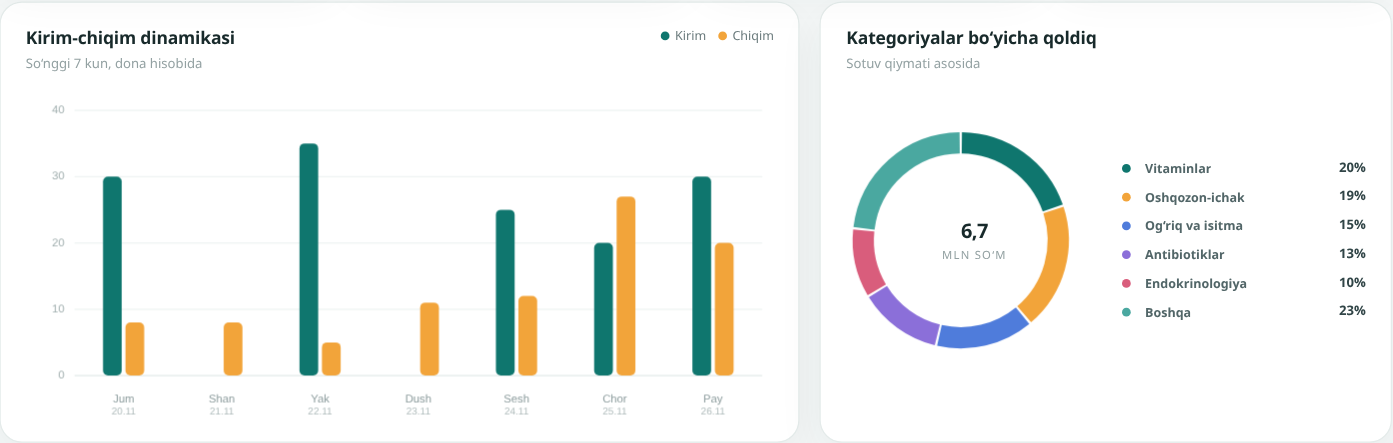 Kirim-chiqim dinamikasi
Kirim Chiqim
So‘nggi 7 kun, dona hisobida
40
30
20
10
0
Jum Shan Yak Dush Sesh Chor Pay
20.11 21.11 22.11 23.11 24.11 25.11 26.11
Kategoriyalar bo‘yicha qoldiq
Sotuv qiymati asosida
6,7
MLN SO‘M
Vitaminlar 20%
Oshqozon-ichak 19%
Og‘riq va isitma 15%
Antibiotiklar 13%
Endokrinologiya 10%
Boshqa 23%